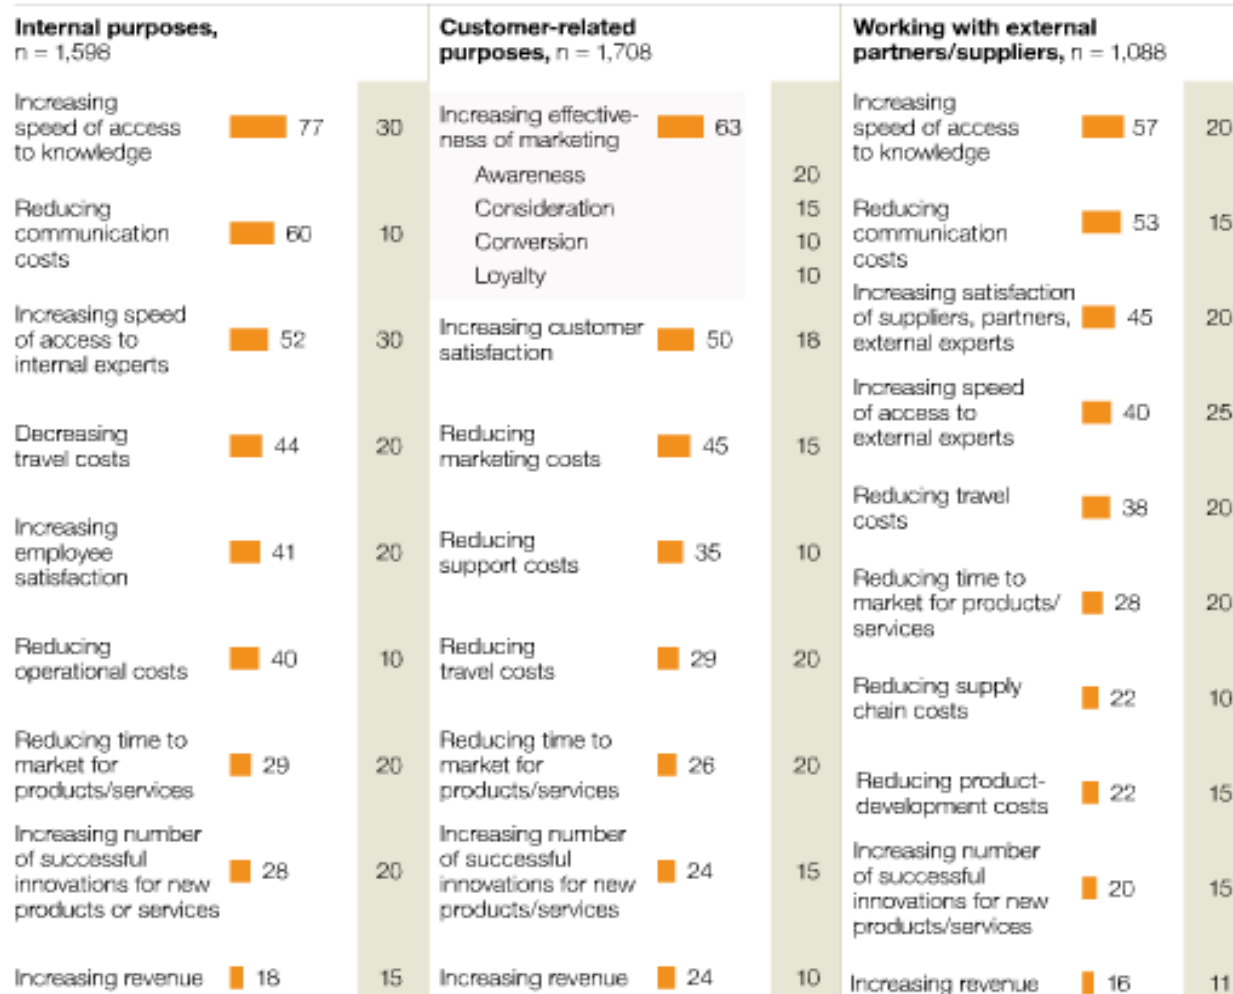 Internal purposes,
n = 1,598
Increasing
speed of access
to knowledge
77 30
Reducing
communication
costs
60 10
Increasing speed
of access to
internal experts
52 30
Decreasing
travel costs
44 20
Increasing
employee
satisfaction
41 20
Reducing
operational costs
40 10
Reducing time to
market for
products/services
29 20
Increasing number
of successful
innovations for new
products or services
28 20
Increasing revenue 18 15
Customer-related
purposes, n = 1,708
Increasing effective-
ness of marketing
63
Awareness 20
Consideration 15
Conversion 10
Loyalty 10
Increasing customer
satisfaction
50 18
Reducing
marketing costs
45 15
Reducing
support costs
35 10
Reducing
travel costs
29 20
Reducing time to
market for
products/services
26 20
Increasing number
of successful
innovations for new
products/services
24 15
Increasing revenue 24 10
Working with external
partners/suppliers, n = 1,088
Increasing
speed of access
to knowledge
57 20
Reducing
communication
costs
53 15
Increasing satisfaction
of suppliers, partners,
external experts
45 20
Increasing speed
of access to
external experts
40 25
Reducing travel
costs
38 20
Reducing time to
market for products/
services
28 20
Reducing supply
chain costs
22 10
Reducing product-
development costs
22 15
Increasing number
of successful
innovations for new
products/services
20 15
Increasing revenue 16 11